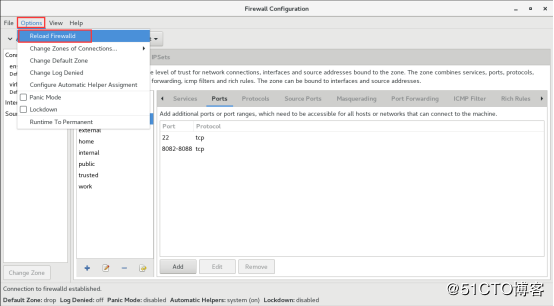 Firewall Configuration
File Options View Help
Reload Firewalld
Change Zones of Connections...
Change Default Zone
Change Log Denied
Configure Automatic Helper Assignment
Panic Mode
Lockdown
Runtime To Permanent
IPSets
level of trust for network connections, interfaces and source addresses bound to the zone. The zone combines services, ports, protocols,
forwarding, icmp filters and rich rules. The zone can be bound to interfaces and source addresses.
Services Ports Protocols Source Ports Masquerading Port Forwarding ICMP Filter Rich Rules
Add additional ports or port ranges, which need to be accessible for all hosts or networks that can connect to the machine.
Port Protocol
22 tcp
8082-8088 tcp
external
home
internal
public
trusted
work
Add Edit Remove
Change Zone
Connection to firewalld established.
Default Zone: drop Log Denied: off Panic Mode: disabled Automatic Helpers: system (on) Lockdown: disabled
@51CTO博客